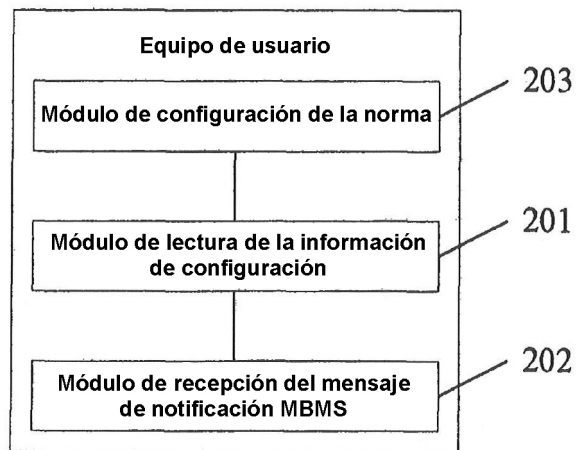 Equipo de usuario
Módulo de configuración de la norma
203
Módulo de lectura de la información
de configuración
201
Módulo de recepción del mensaje
de notificación MBMS
202